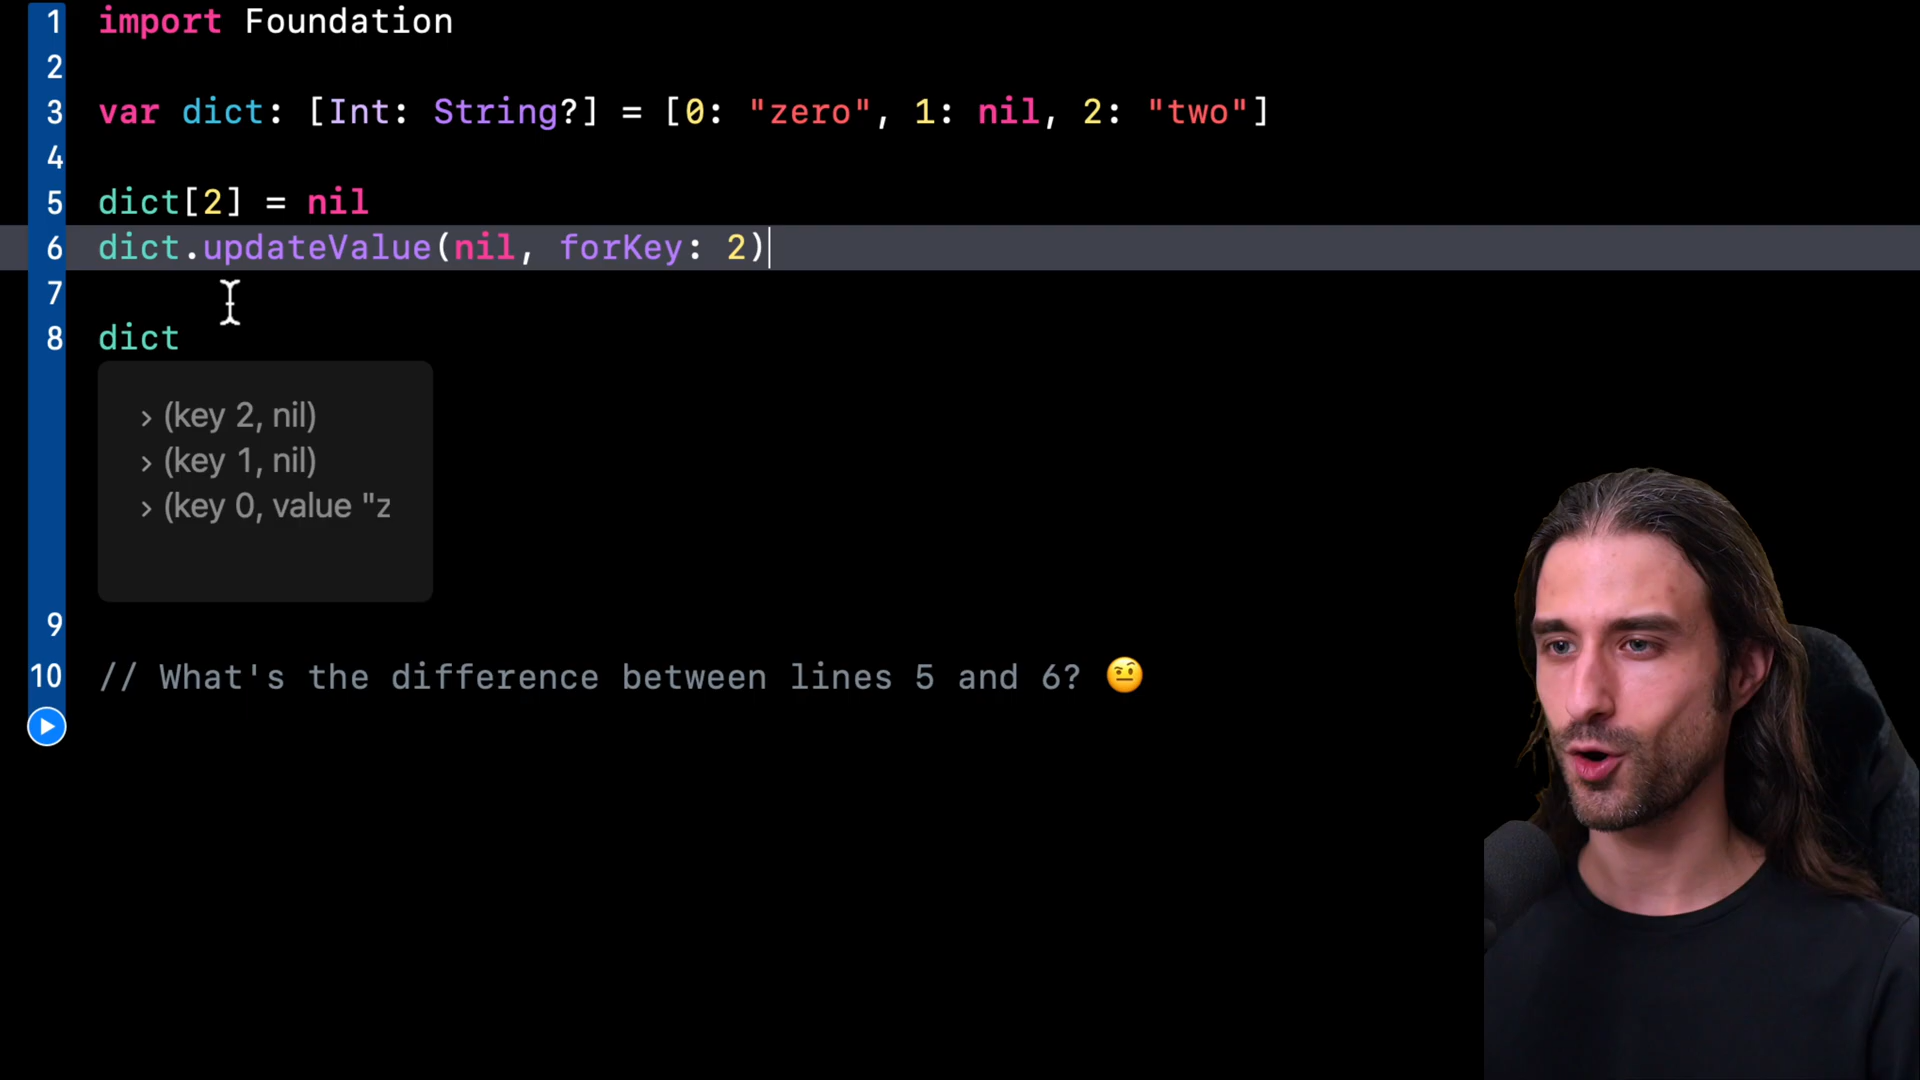 1 import Foundation
2
3 var dict: [Int: String?] = [0: "zero", 1: nil, 2: "two"]
4
5 dict[2] = nil
6 dict.updateValue(nil, forKey: 2)
7
8 dict
> (key 2, nil)
> (key 1, nil)
> (key 0, value "z
9
10 // What's the difference between lines 5 and 6? 🤨